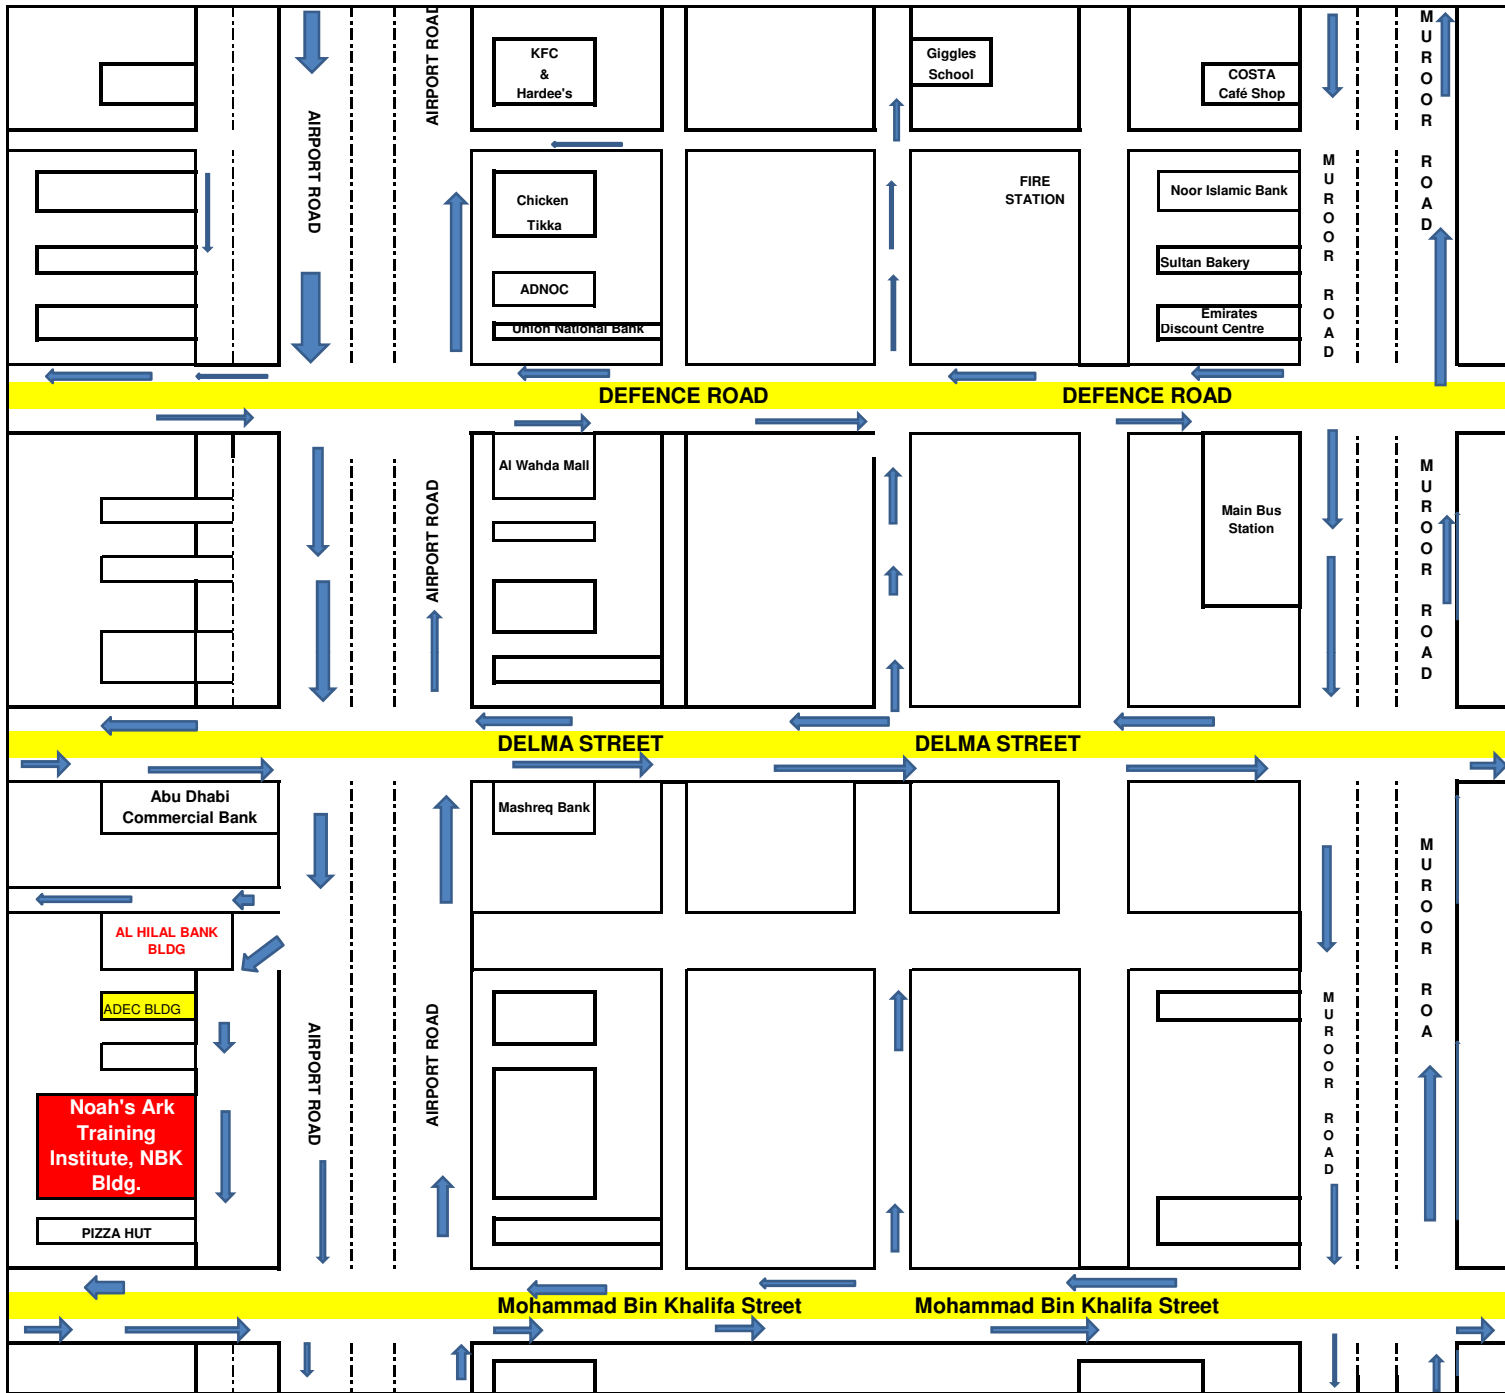 AIRPORT ROAD
AIRPORT ROAD
KFC
&
Hardee's
Giggles
School
COSTA
Café Shop
MUROOR ROAD
MUROOR ROAD
Chicken
Tikka
FIRE
STATION
Noor Islamic Bank
Sultan Bakery
ADNOC
Union National Bank
Emirates
Discount Centre
DEFENCE ROAD
DEFENCE ROAD
Al Wahda Mall
AIRPORT ROAD
Main Bus
Station
MUROOR ROAD
DELMA STREET
DELMA STREET
Abu Dhabi
Commercial Bank
Mashreq Bank
MUROOR ROA
AL HILAL BANK
BLDG
ADEC BLDG
AIRPORT ROAD
AIRPORT ROAD
MUROOR ROAD
Noah's Ark
Training
Institute, NBK
Bldg.
PIZZA HUT
Mohammad Bin Khalifa Street
Mohammad Bin Khalifa Street